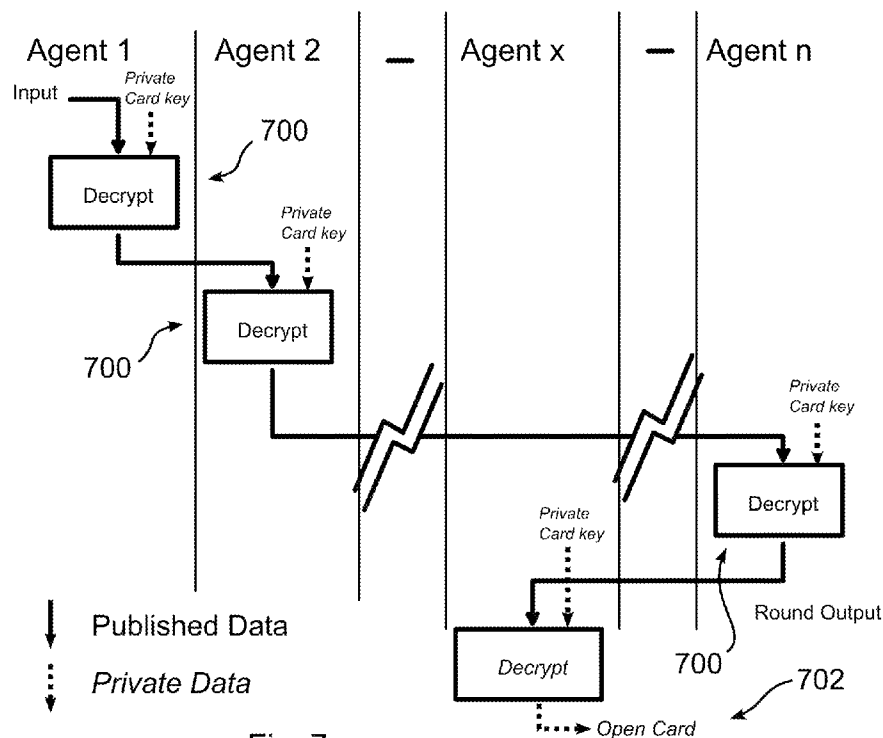 Agent 1
Agent 2
–
Agent x
–
Agent n
Input
Private
Card key
700
Decrypt
Private
Card key
700
Decrypt
Private
Card key
Decrypt
Private
Card key
Round Output
700
Published Data
Decrypt
702
Private Data
Open Card